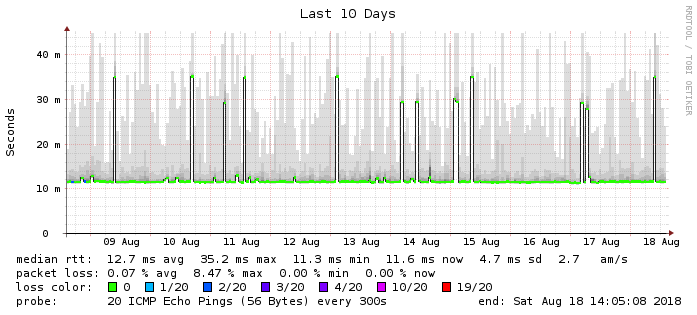 Last 10 Days
RRDTOOL / TOBI OETIKER
Seconds
40 m
30 m
20 m
10 m
0
09 Aug 10 Aug 11 Aug 12 Aug 13 Aug 14 Aug 15 Aug 16 Aug 17 Aug 18 Aug
median rtt: 12.7 ms avg 35.2 ms max 11.3 ms min 11.6 ms now 4.7 ms sd 2.7 am/s
packet loss: 0.07 % avg 8.47 % max 0.00 % min 0.00 % now
loss color: 0 1/20 2/20 3/20 4/20 10/20 19/20
probe: 20 ICMP Echo Pings (56 Bytes) every 300s end: Sat Aug 18 14:05:08 2018